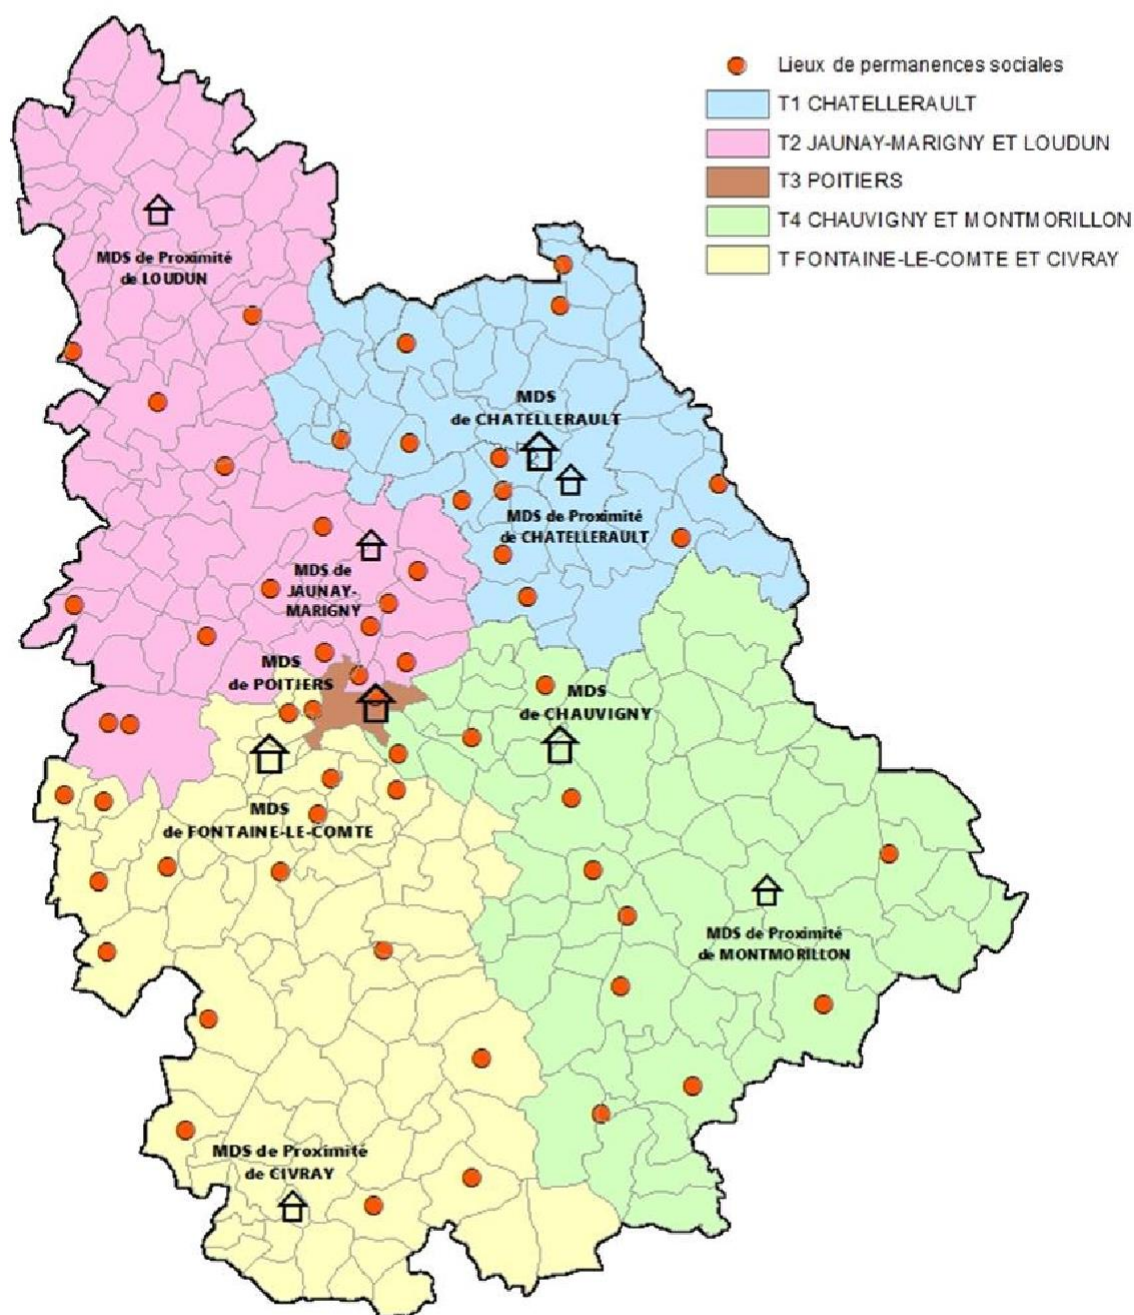 Lieux de permanences sociales
T1 CHATELLERAULT
T2 JAUNAY-MARIGNY ET LOUDUN
T3 POITIERS
T4 CHAUVIGNY ET MONTMORILLON
T FONTAINE-LE-COMTE ET CIVRAY
MDS de Proximité
de LOUDUN
MDS
de CHATELLERAULT
MDS de Proximité
de CHATELLERAULT
MDS de
JAUNAY-
MARIGNY
MDS
de POITIERS
MDS
de CHAUVIGNY
MDS
de FONTAINE-LE-COMTE
MDS de Proximité
de MONTMORILLON
MDS de Proximité
de CIVRAY